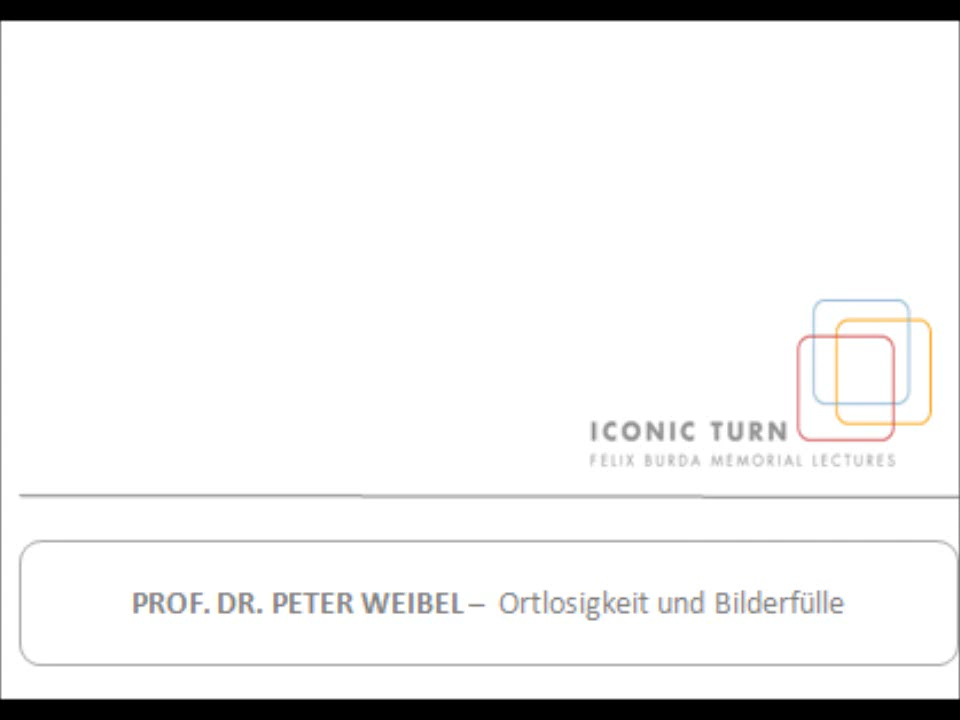 ICONIC TURN
FELIX BURDA MEMORIAL LECTURES
PROF. DR. PETER WEIBEL – Ortlosigkeit und Bilderfülle